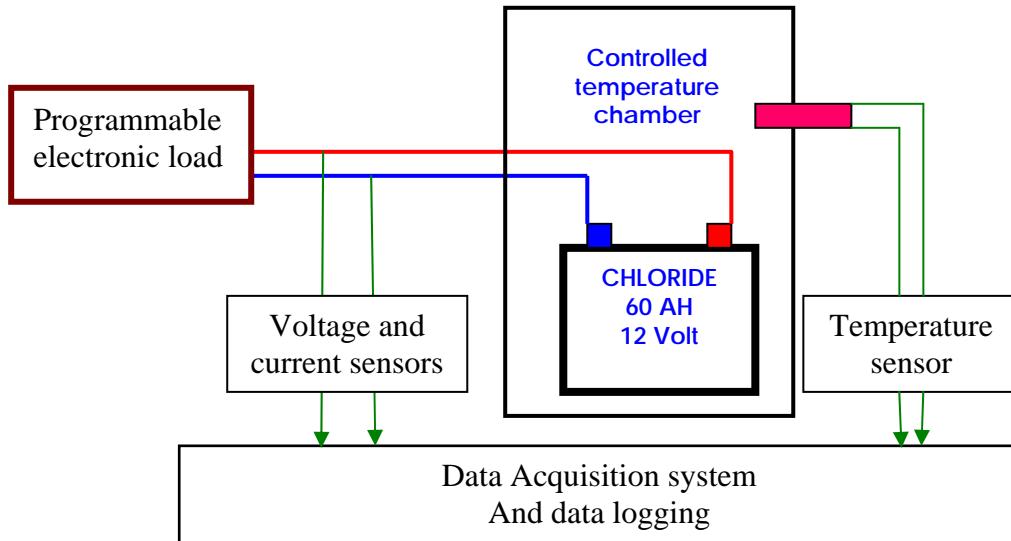 Controlled
temperature
chamber
Programmable
electronic load
CHLORIDE
60 AH
12 Volt
Voltage and
current sensors
Temperature
sensor
Data Acquisition system
And data logging